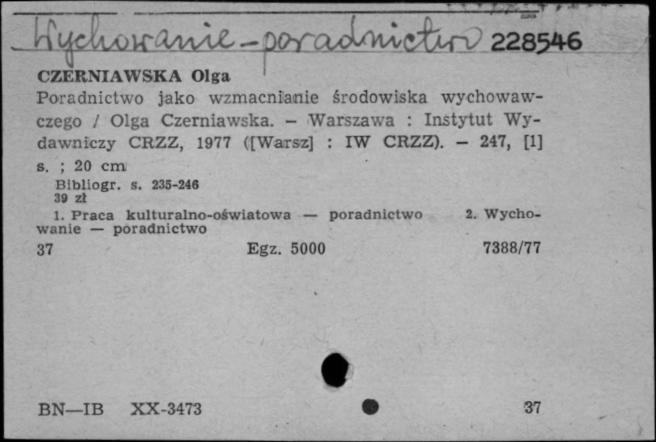 Wychowanie - poradnictwo 228546
CZERNIAWSKA Olga
Poradnictwo jako wzmacnianie środowiska wychowaw-
czego / Olga Czerniawska. — Warszawa : Instytut Wy-
dawniczy CRZZ, 1977 ([Warsz] : IW CRZZ). — 247, [1]
s. ; 20 cm
Bibliogr. s. 235-246
39 zł
1. Praca kulturalno-oświatowa — poradnictwo 2. Wycho-
wanie — poradnictwo
37 Egz. 5000 7388/77
BN—IB XX-3473 37